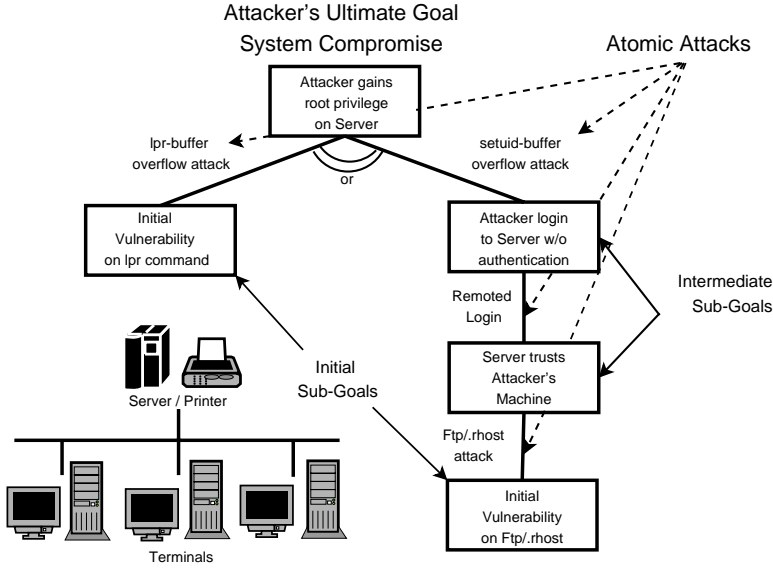 Attacker's Ultimate Goal
System Compromise
Atomic Attacks
Attacker gains
root privilege
on Server
lpr-buffer
overflow attack
setuid-buffer
overflow attack
or
Initial
Vulnerability
on lpr command
Attacker login
to Server w/o
authentication
Intermediate
Sub-Goals
Remoted
Login
Server trusts
Attacker's
Machine
Initial
Sub-Goals
Server / Printer
Ftp/.rhost
attack
Initial
Vulnerability
on Ftp/.rhost
Terminals